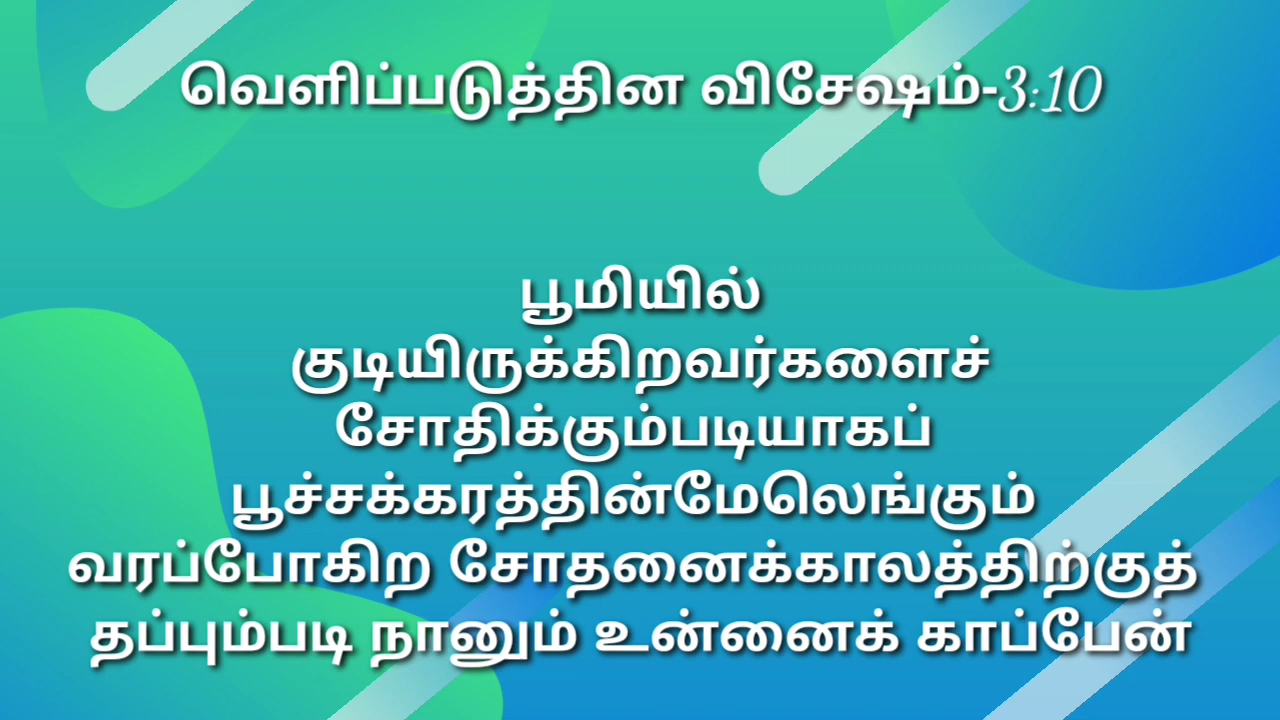 வெளிப்படுத்தின விசேஷம்-3:10
பூமியில்
குடியிருக்கிறவர்களைச்
சோதிக்கும்படியாகப்
பூச்சக்கரத்தின்மேலெங்கும்
வரப்போகிற சோதனைக்காலத்திற்குத்
தப்பும்படி நானும் உன்னைக் காப்பேன்